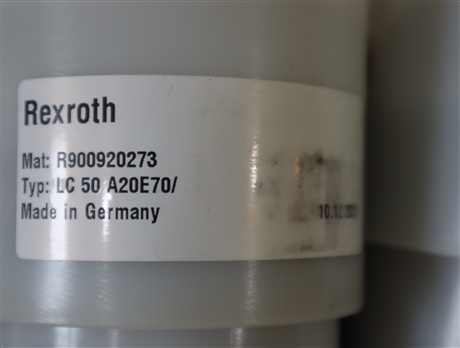 Rexroth
Mat: R900920273
Typ: LC 50 A20E70/
Made in Germany